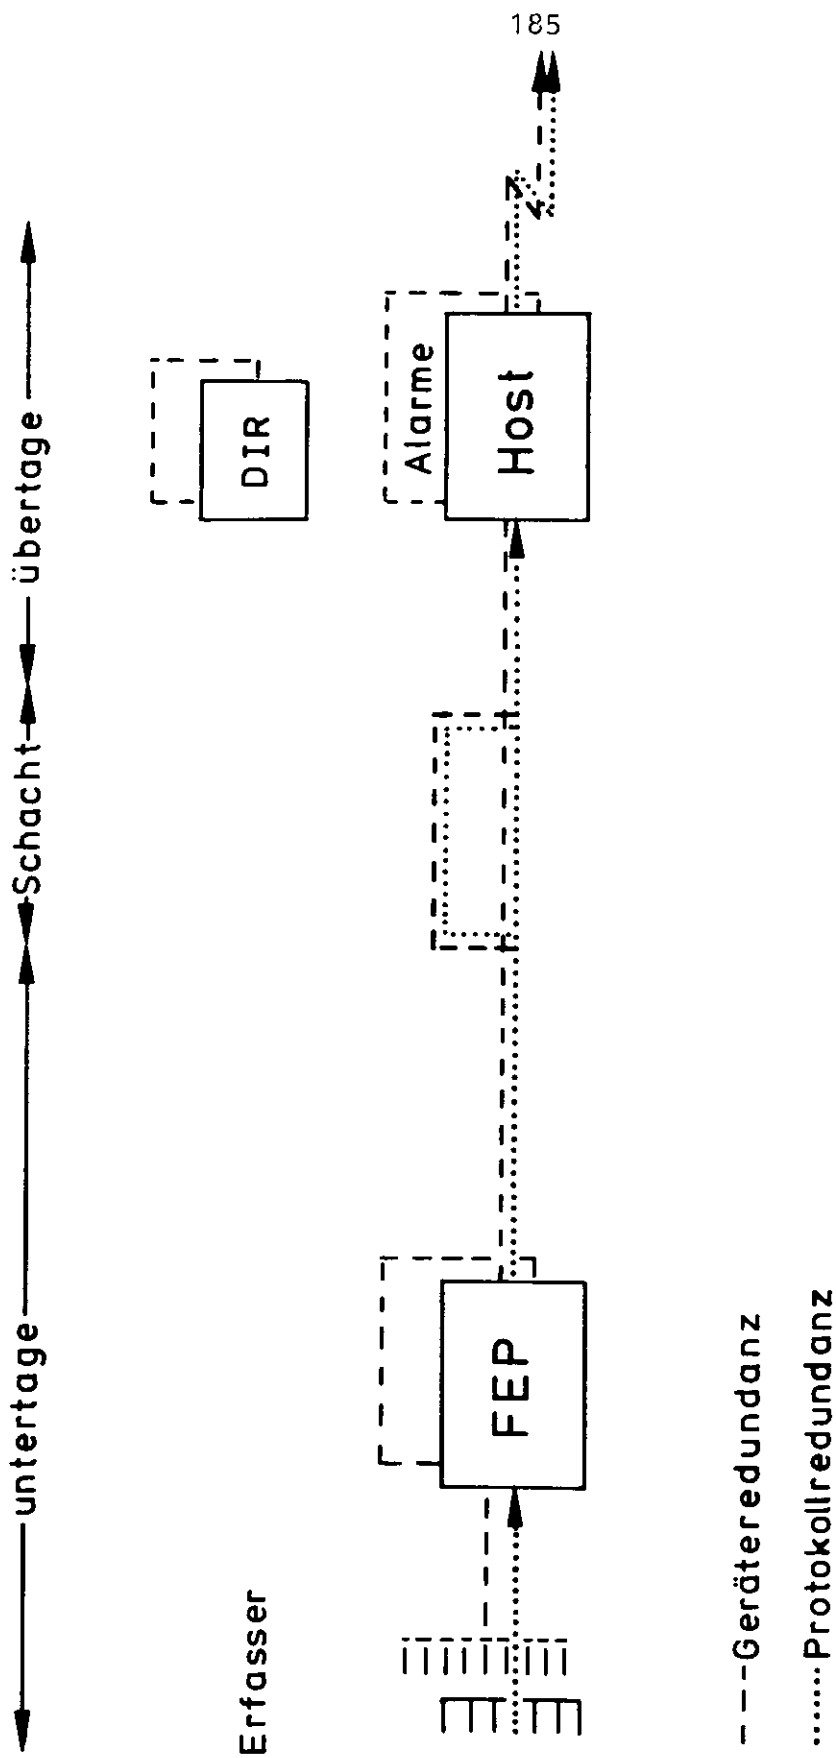 185
untertage Schacht übertage
Erfasser
DIR
Alarme
FEP
Host
Geräteredundanz
Protokollredundanz